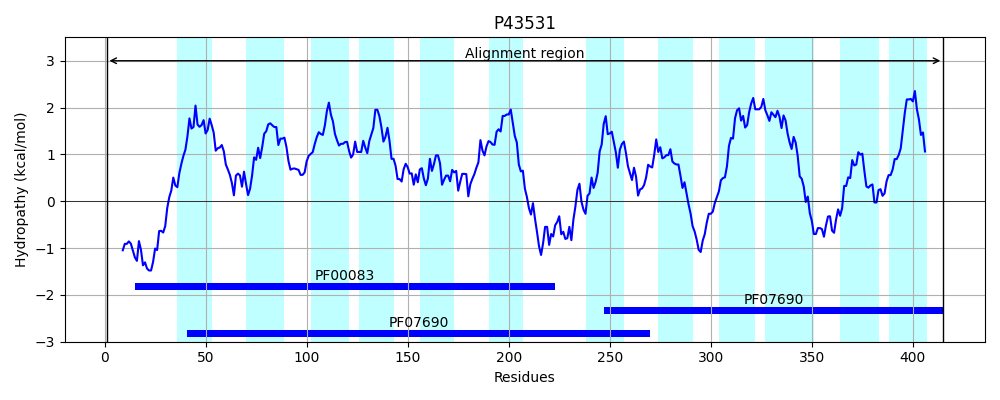 P43531
Alignment region
Hydropathy (kcal/mol)
3
2
1
0
−1
−2
−3
PF00083
PF07690
PF07690
0 50 100 150 200 250 300 350 400
Residues